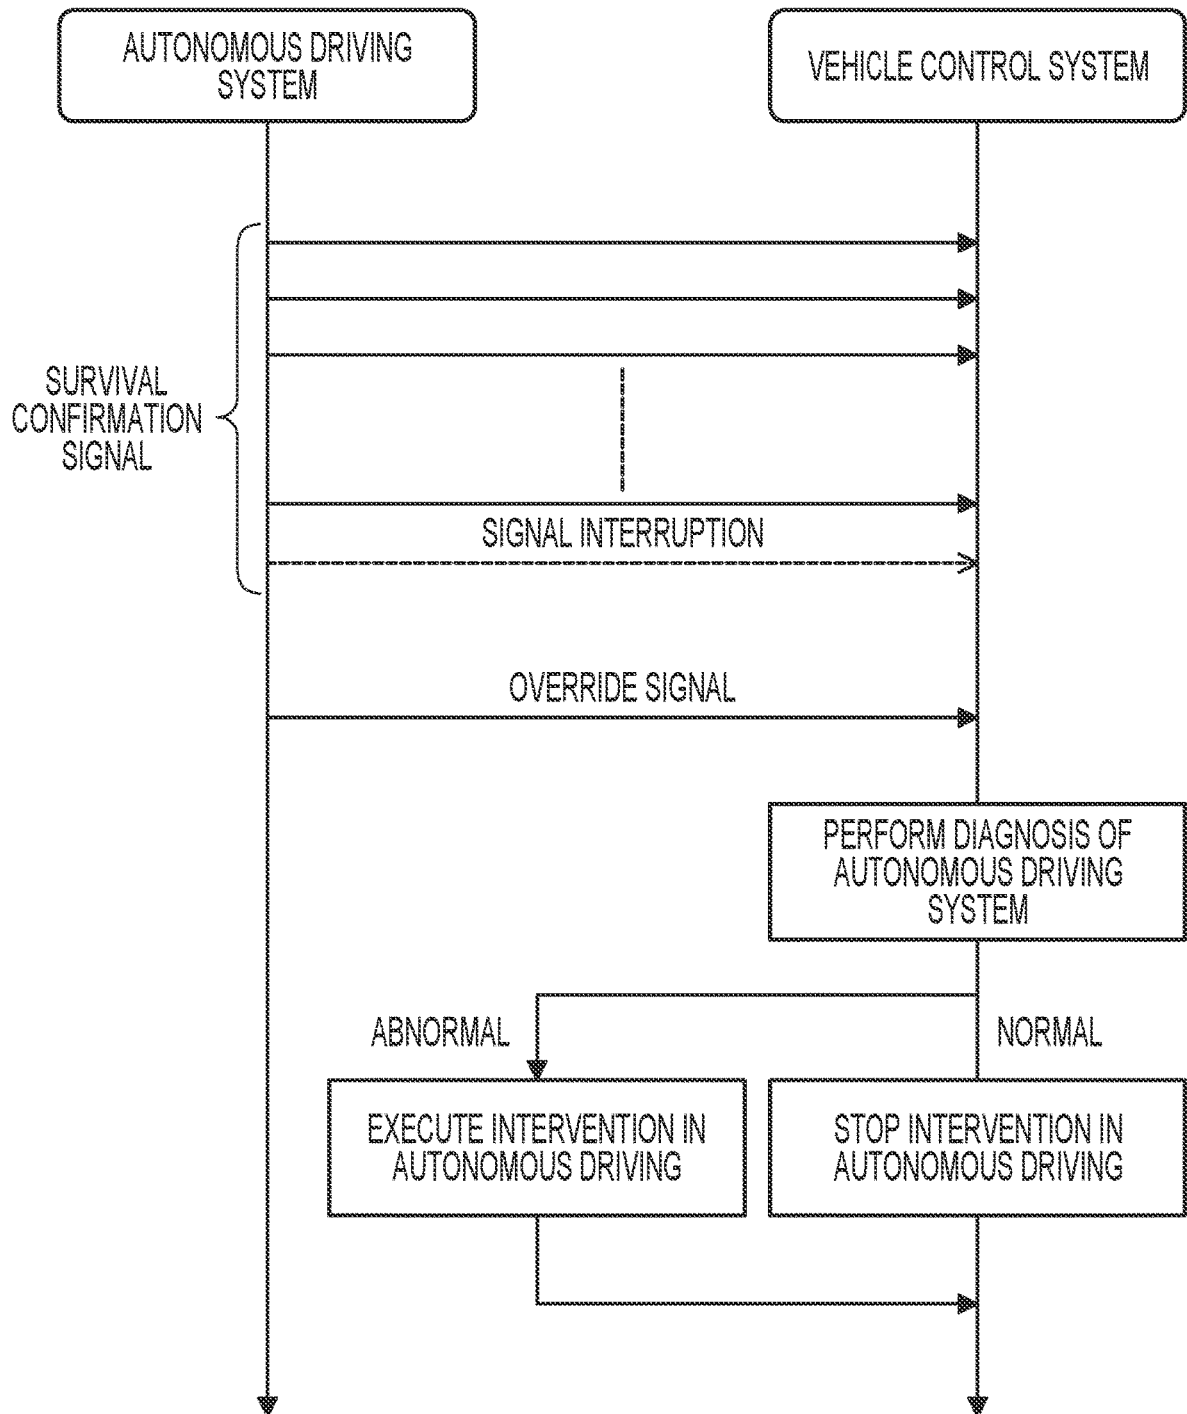 AUTONOMOUS DRIVING
SYSTEM
VEHICLE CONTROL SYSTEM
SURVIVAL
CONFIRMATION
SIGNAL
SIGNAL INTERRUPTION
OVERRIDE SIGNAL
PERFORM DIAGNOSIS OF
AUTONOMOUS DRIVING
SYSTEM
ABNORMAL
NORMAL
EXECUTE INTERVENTION IN
AUTONOMOUS DRIVING
STOP INTERVENTION IN
AUTONOMOUS DRIVING